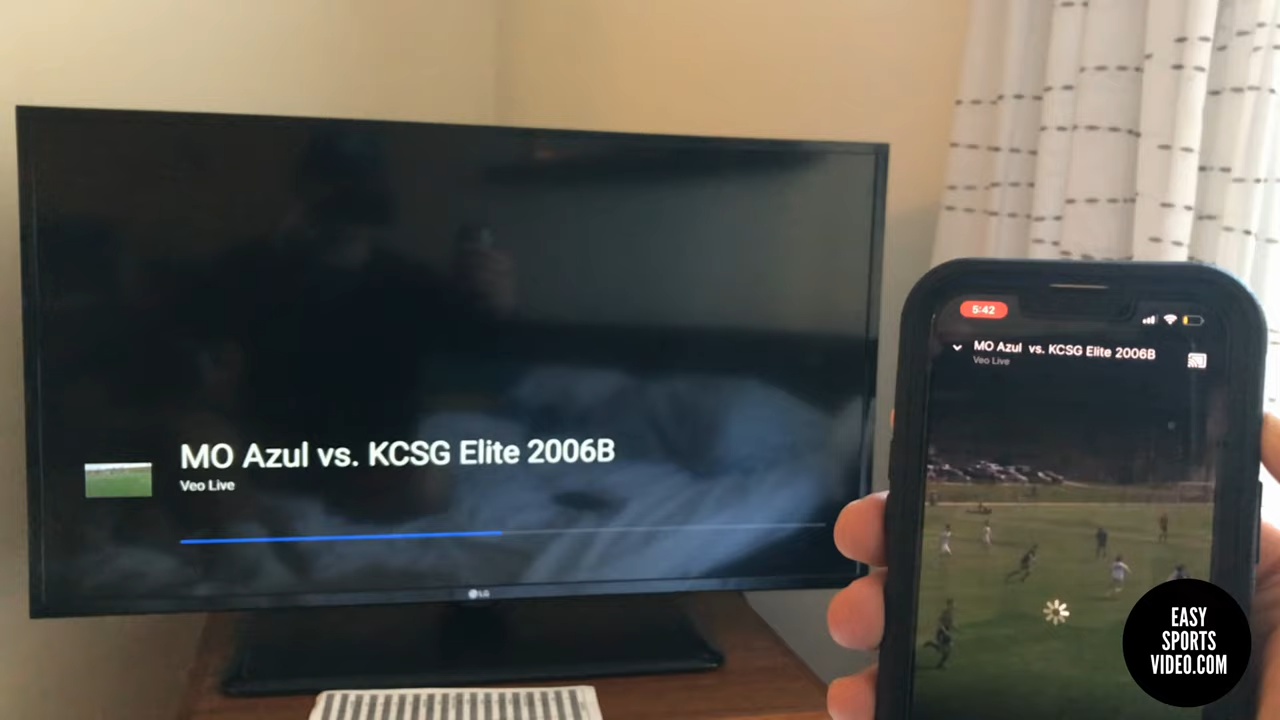 MO Azul vs. KCSG Elite 2006B
Veo Live
LG
5:42
MO Azul vs. KCSG Elite 2006B
Veo Live
EASY
SPORTS
VIDEO.COM